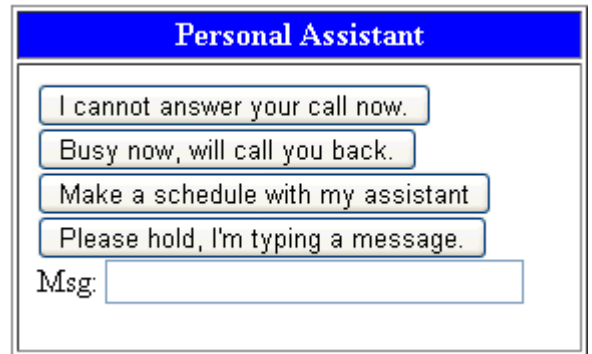 Personal Assistant
I cannot answer your call now.
Busy now, will call you back.
Make a schedule with my assistant
Please hold, I'm typing a message.
Msg: